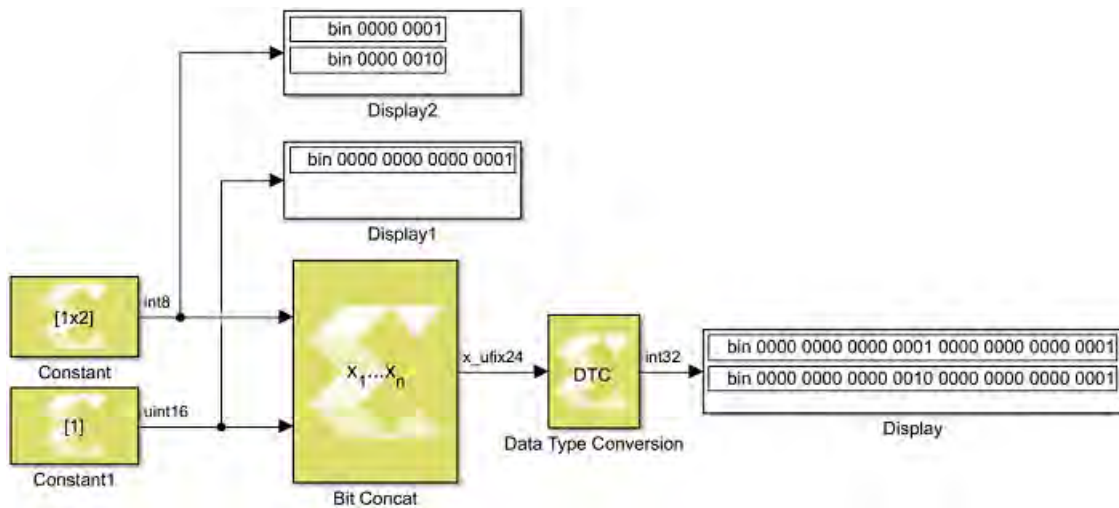 bin 0000 0001
bin 0000 0010
Display2
bin 0000 0000 0000 0001
Display1
int8
[1x2]
Constant
uint16
[1]
Constant1
x1...xn
Bit Concat
x_ufix24
DTC
Data Type Conversion
int32
bin 0000 0000 0000 0001 0000 0000 0000 0001
bin 0000 0000 0000 0010 0000 0000 0000 0001
Display